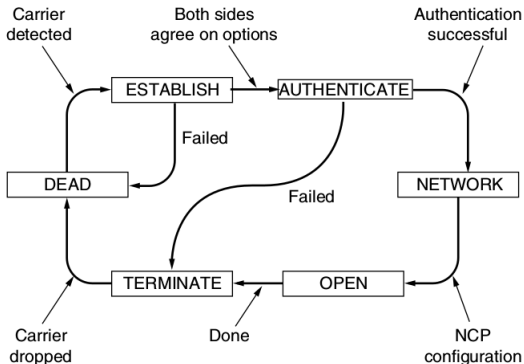 Carrier
detected
Both sides
agree on options
Authentication
successful
ESTABLISH
AUTHENTICATE
Failed
DEAD
NETWORK
Failed
TERMINATE
OPEN
Carrier
dropped
Done
NCP
configuration